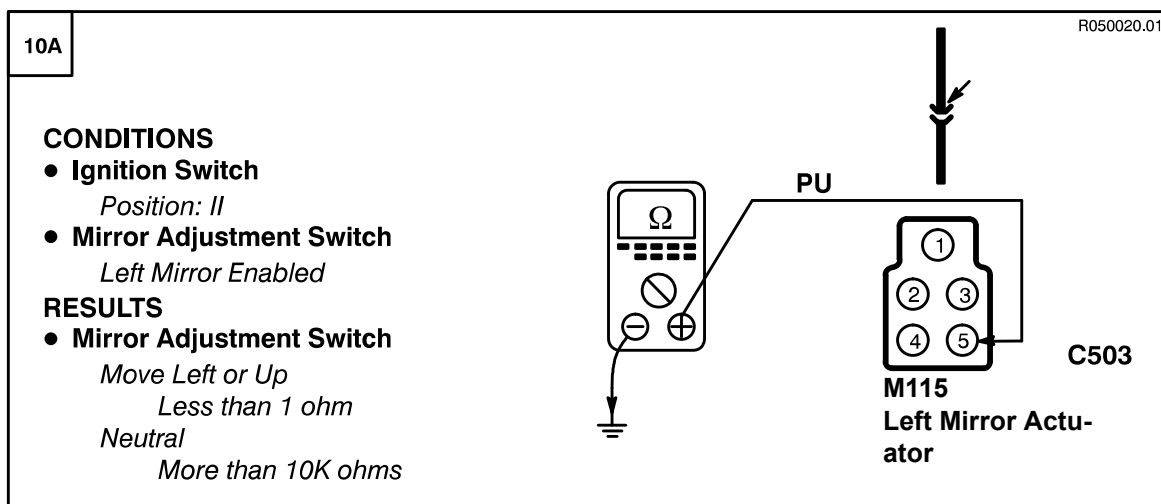 R050020.01
10A
CONDITIONS
● Ignition Switch
Position: II
● Mirror Adjustment Switch
Left Mirror Enabled
RESULTS
● Mirror Adjustment Switch
Move Left or Up
Less than 1 ohm
Neutral
More than 10K ohms
Ω
PU
1
2 3
4 5
C503
M115
Left Mirror Actu-
ator